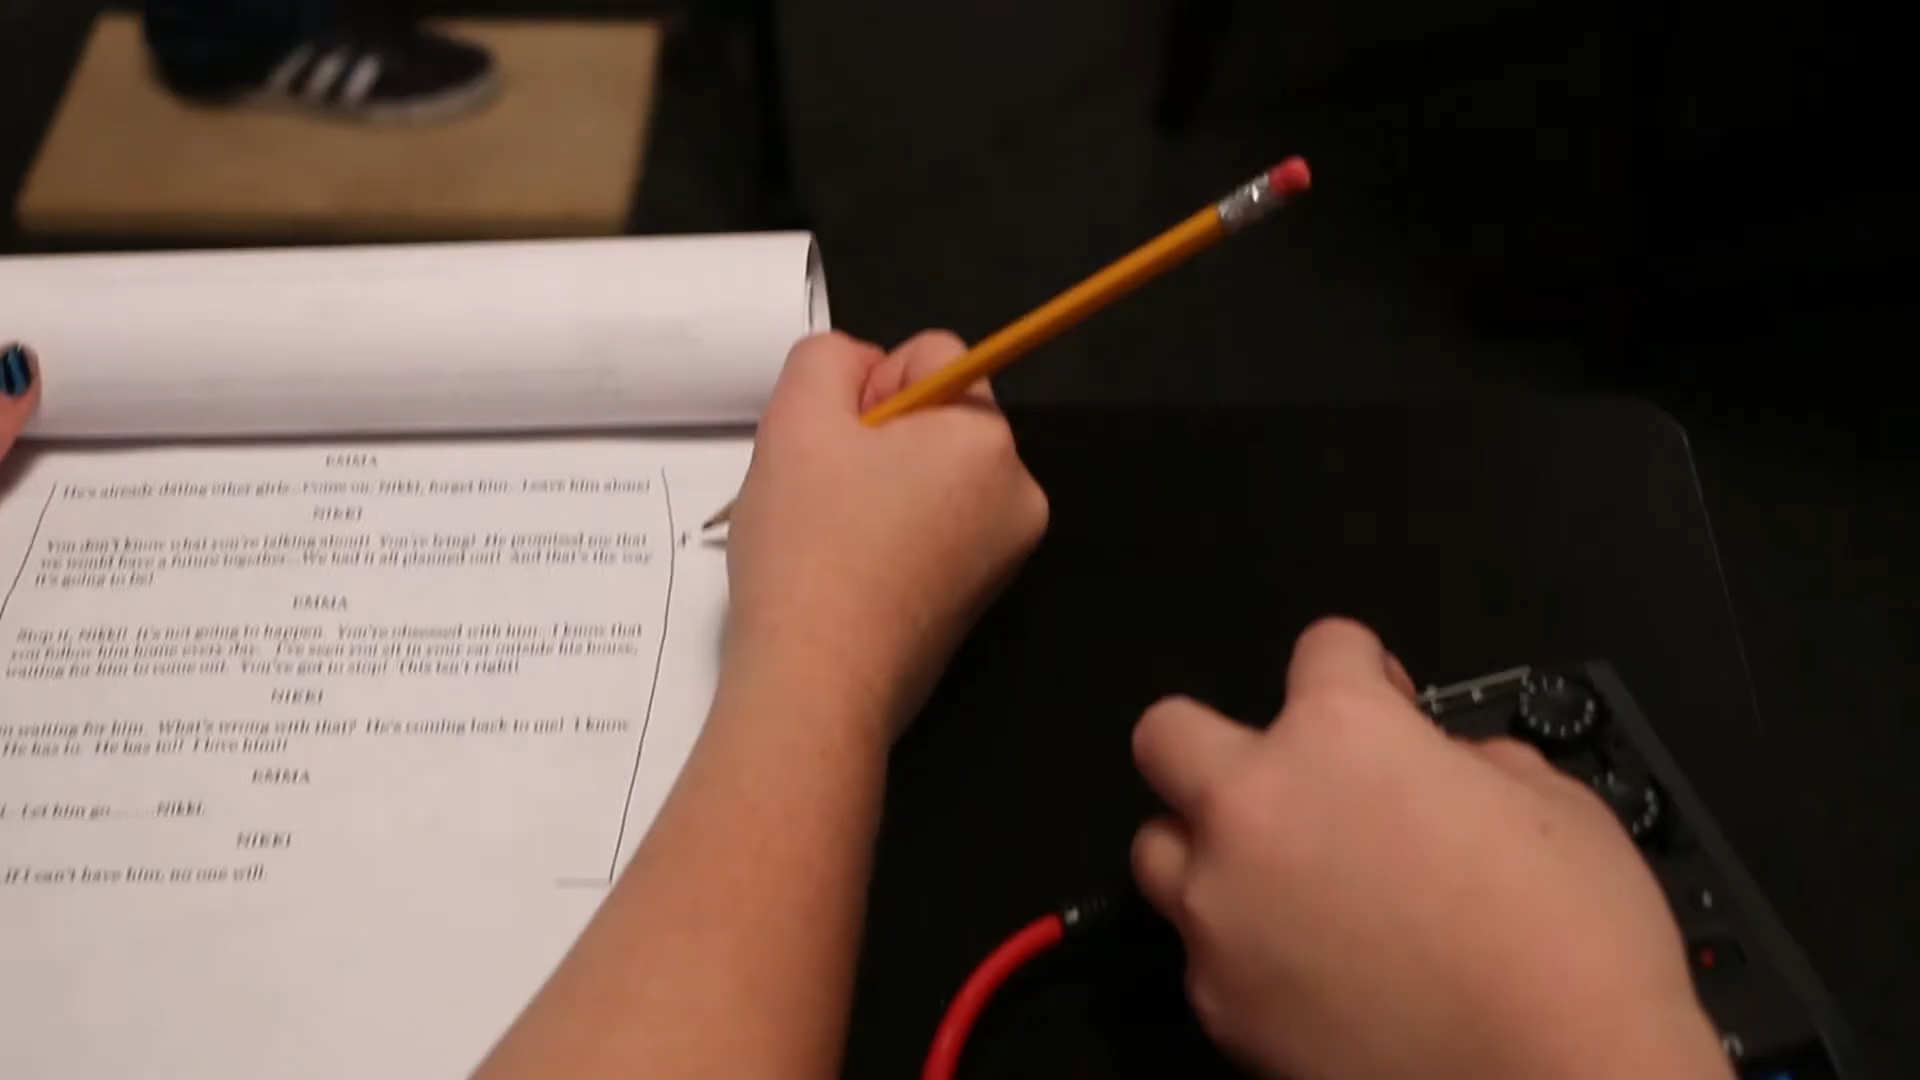 EMMA
He's already dating other girls. Come on, Nikki, forget him. Leave him alone!
NIKKI
You don't know what you're talking about! You're lying! He promised me that
we would have a future together. We had it all planned out! And that's the way
it's going to be!
EMMA
Stop it, Nikki! It's not going to happen. You're obsessed with him. I know that
you follow him home every day. I've seen you sit in your car outside his house,
waiting for him to come out. You've got to stop! This isn't right!
NIKKI
waiting for him. What's wrong with that? He's coming back to me! I know
He has to. He has to!! I love him!!
EMMA
Let him go........Nikki.
NIKKI
If I can't have him, no one will.